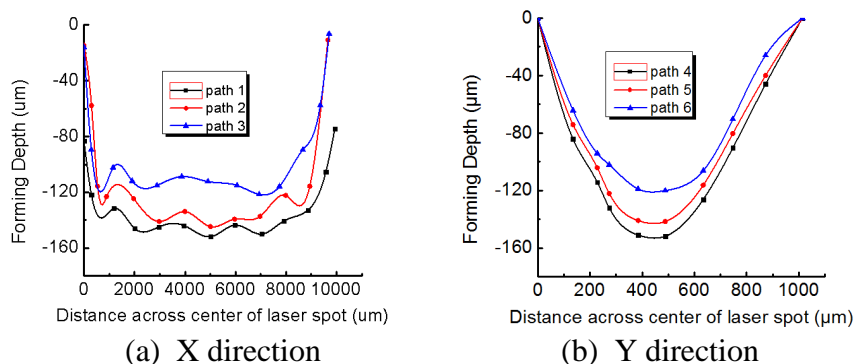 0
-40
-80
-120
-160
Forming Depth (um)
path 1
path 2
path 3
0 2000 4000 6000 8000 10000
Distance across center of laser spot (um)
(a) X direction
0
-40
-80
-120
-160
Forming Depth (μm)
path 4
path 5
path 6
0 200 400 600 800 1000
Distance across center of laser spot (μm)
(b) Y direction